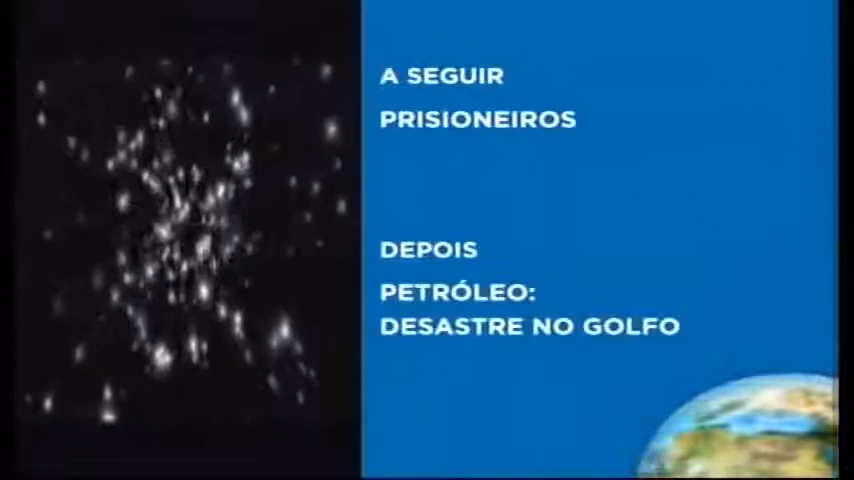 A SEGUIR
PRISIONEIROS
DEPOIS
PETRÓLEO:
DESASTRE NO GOLFO